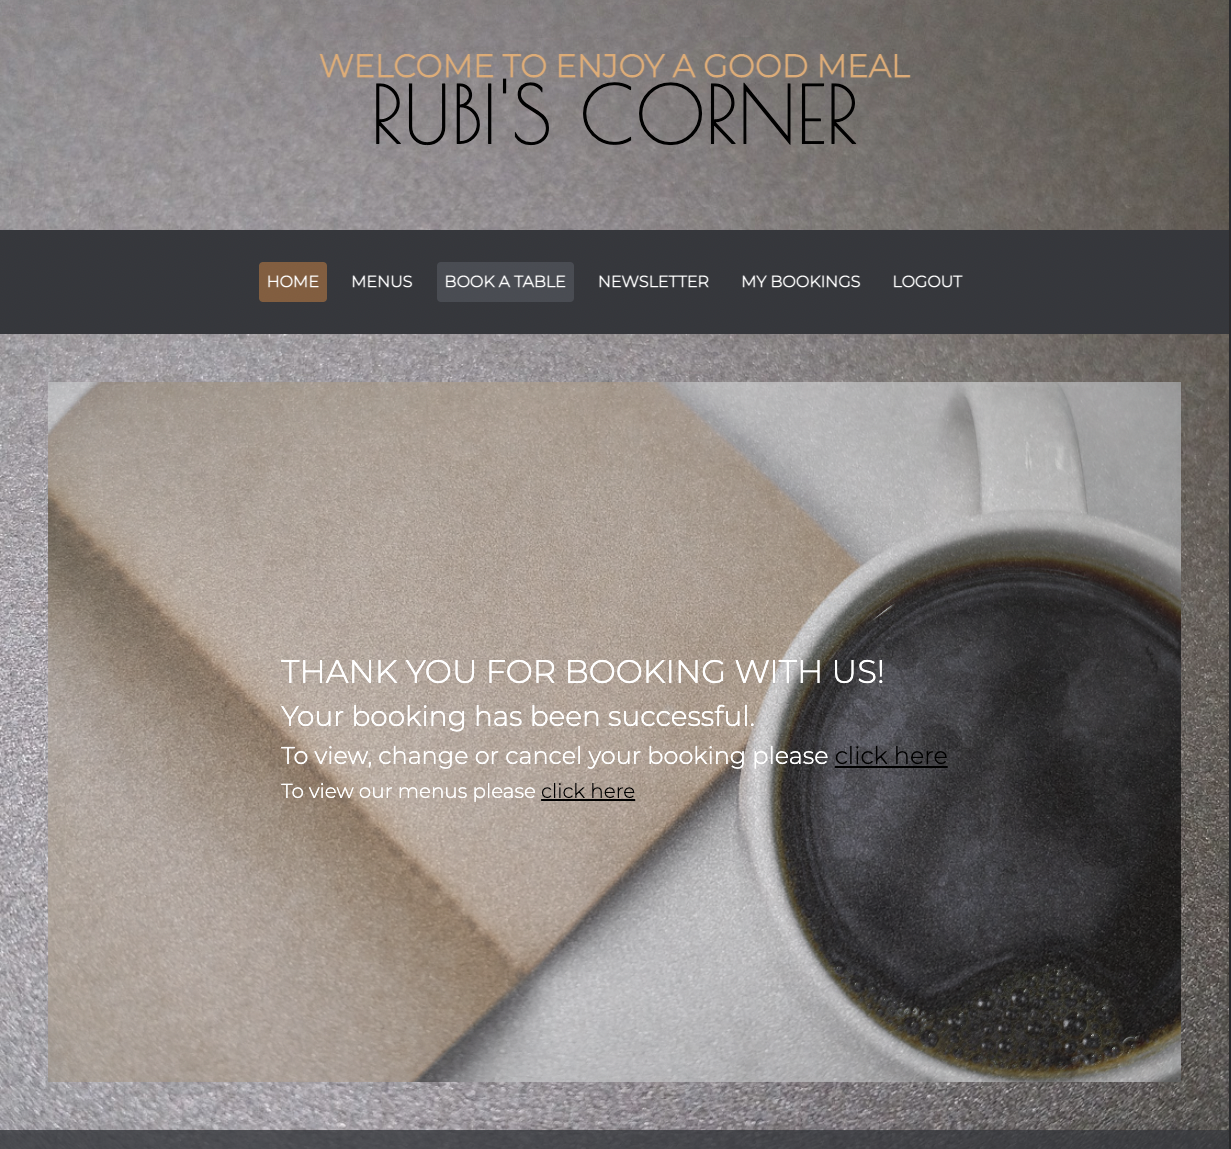 WELCOME TO ENJOY A GOOD MEAL
RUBI'S CORNER
HOME MENUS BOOK A TABLE NEWSLETTER MY BOOKINGS LOGOUT
THANK YOU FOR BOOKING WITH US!
Your booking has been successful.
To view, change or cancel your booking please click here
To view our menus please click here